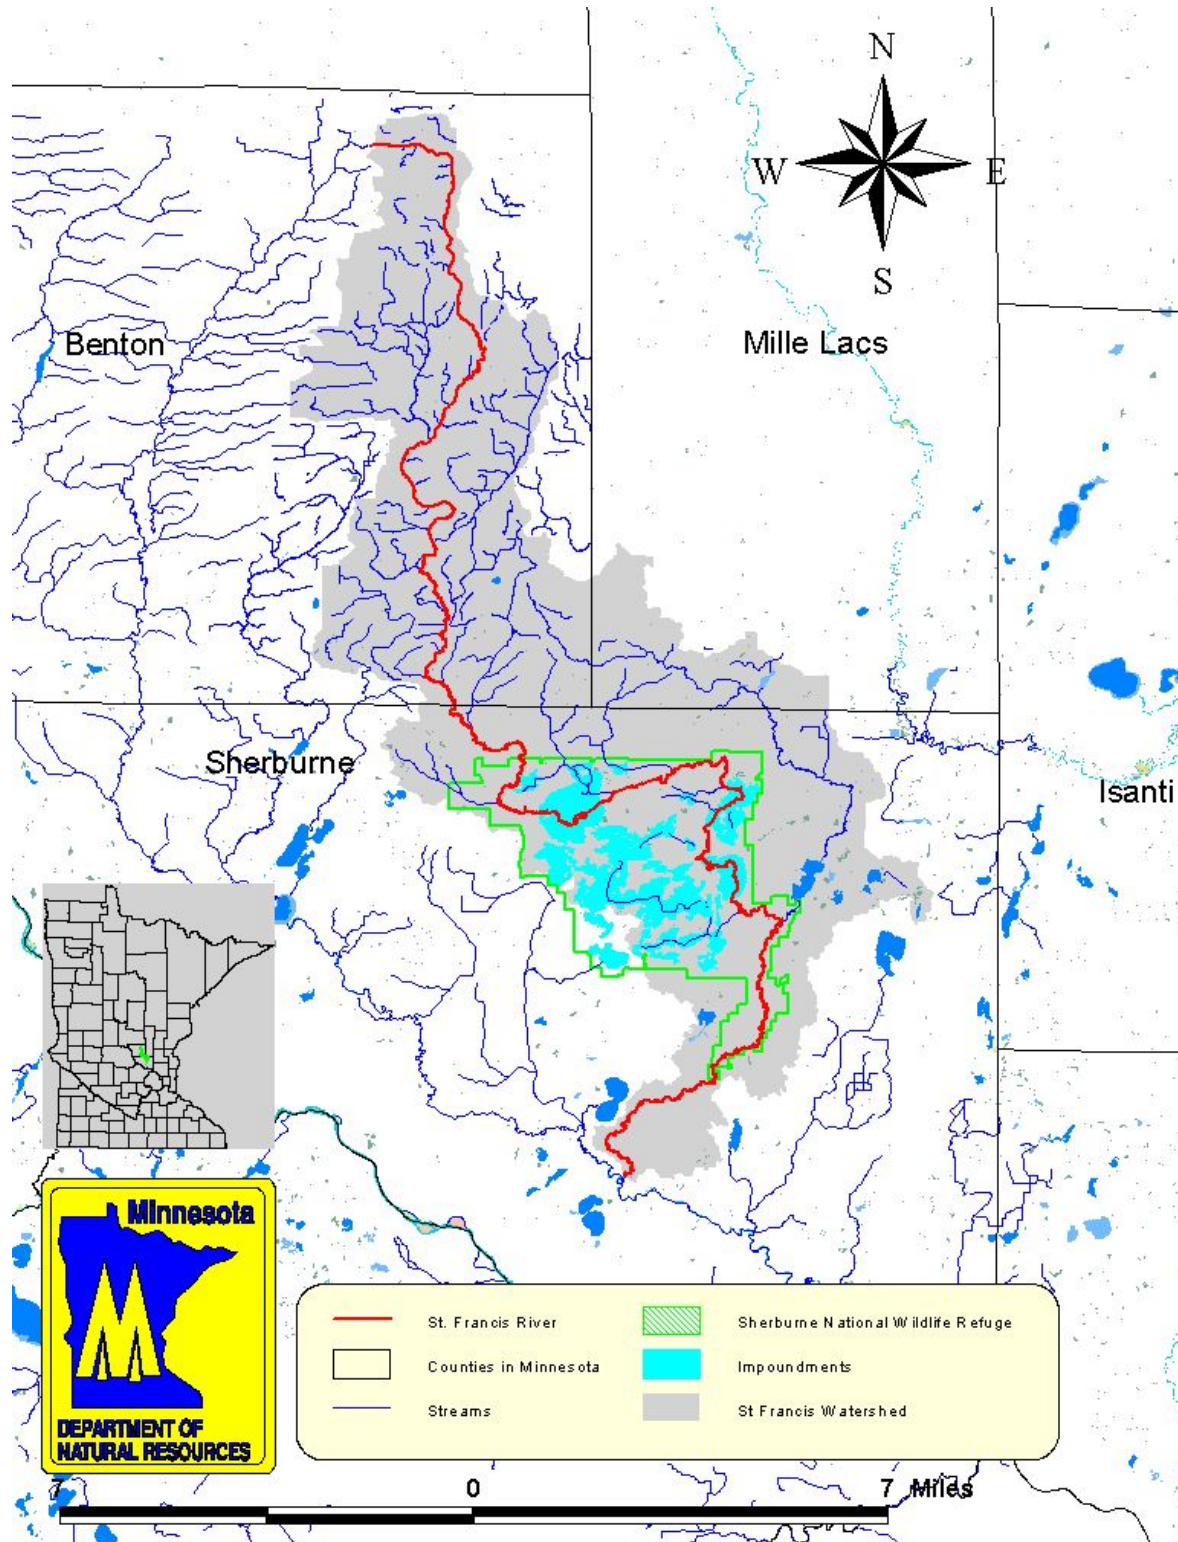 N
W E
S
Benton
Mille Lacs
Sherburne
Isanti
Minnesota
M
DEPARTMENT OF
NATURAL RESOURCES
St. Francis River
Counties in Minnesota
Streams
Sherburne National Wildlife Refuge
Impoundments
St Francis Watershed
7 0 7 Miles